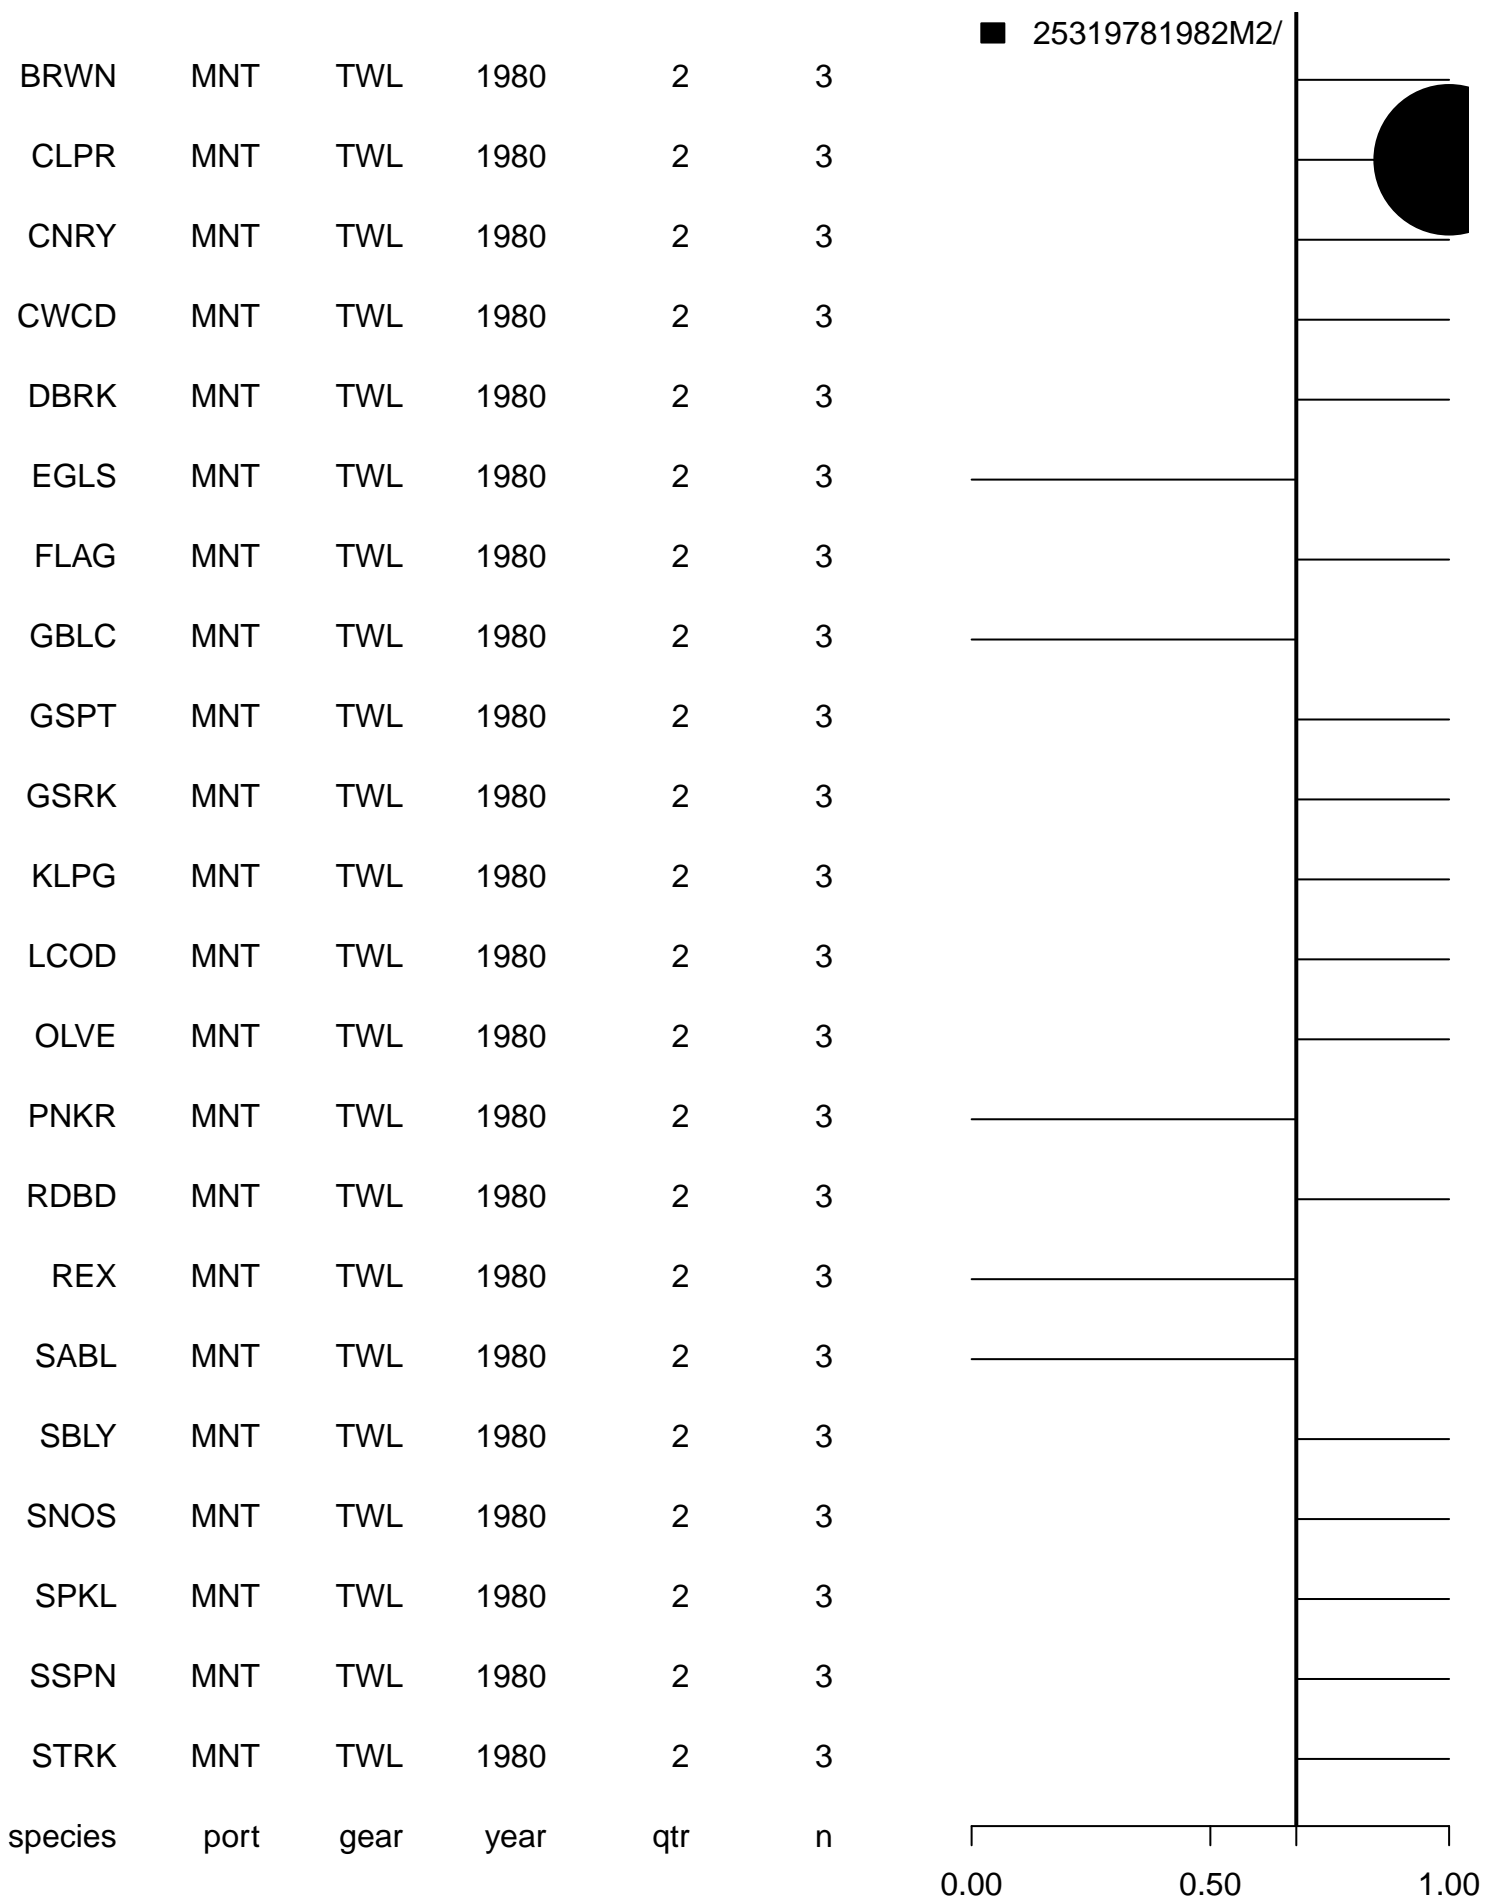 25319781982M2/
BRWN MNT TWL 1980 2 3
CLPR MNT TWL 1980 2 3
CNRY MNT TWL 1980 2 3
CWCD MNT TWL 1980 2 3
DBRK MNT TWL 1980 2 3
EGLS MNT TWL 1980 2 3
FLAG MNT TWL 1980 2 3
GBLC MNT TWL 1980 2 3
GSPT MNT TWL 1980 2 3
GSRK MNT TWL 1980 2 3
KLPG MNT TWL 1980 2 3
LCOD MNT TWL 1980 2 3
OLVE MNT TWL 1980 2 3
PNKR MNT TWL 1980 2 3
RDBD MNT TWL 1980 2 3
REX MNT TWL 1980 2 3
SABL MNT TWL 1980 2 3
SBLY MNT TWL 1980 2 3
SNOS MNT TWL 1980 2 3
SPKL MNT TWL 1980 2 3
SSPN MNT TWL 1980 2 3
STRK MNT TWL 1980 2 3
species port gear year qtr n
0.00 0.50 1.00